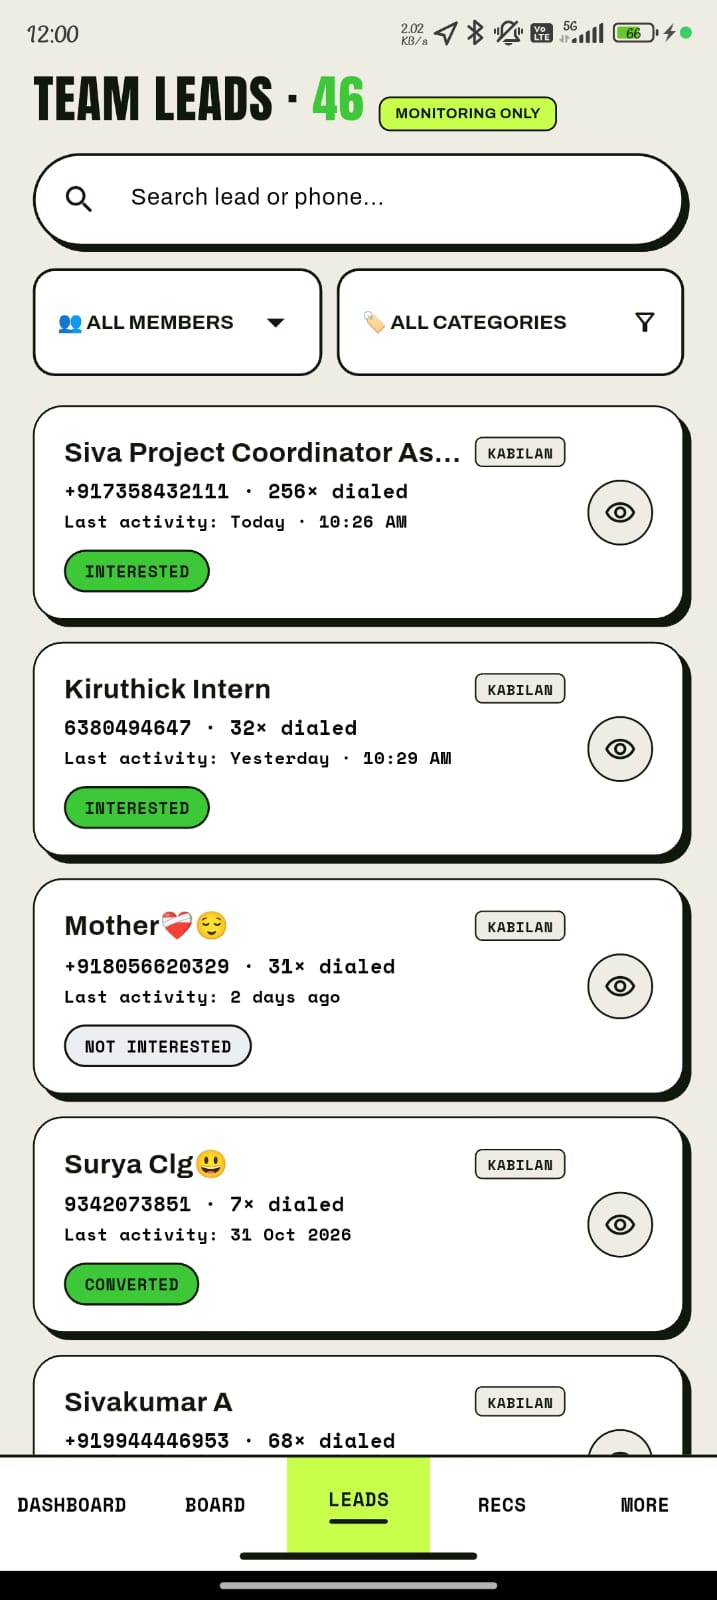 12:00 2.02 KB/s Vo LTE 5G 66
TEAM LEADS · 46 MONITORING ONLY
Search lead or phone...
👥 ALL MEMBERS 🏷️ ALL CATEGORIES
Siva Project Coordinator As... KABILAN
+917358432111 · 256× dialed
Last activity: Today · 10:26 AM
INTERESTED
Kiruthick Intern KABILAN
6380494647 · 32× dialed
Last activity: Yesterday · 10:29 AM
INTERESTED
Mother❤️‍🩹😌 KABILAN
+918056620329 · 31× dialed
Last activity: 2 days ago
NOT INTERESTED
Surya Clg😃 KABILAN
9342073851 · 7× dialed
Last activity: 31 Oct 2026
CONVERTED
Sivakumar A KABILAN
+919944446953 · 68× dialed
DASHBOARD BOARD LEADS RECS MORE